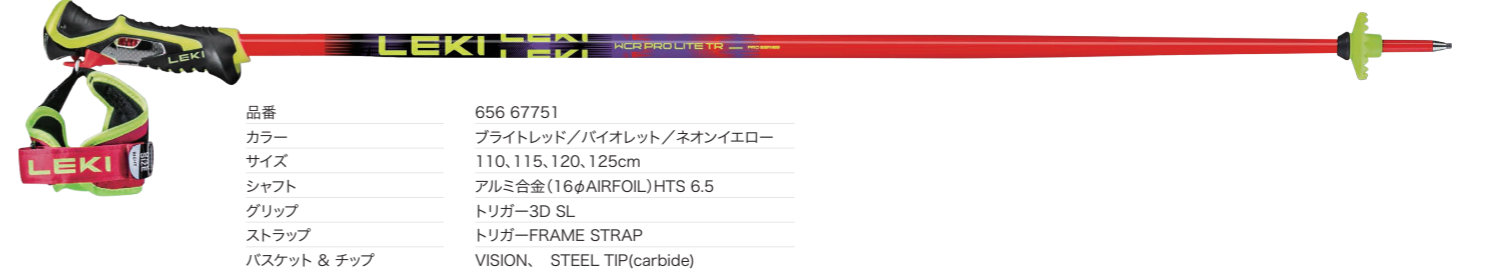 LEKI
LEKI
LEKI
LEKI
WCR PRO LITE TR
PRO SERIES
LEKI
品番 656 67751
カラー ブライトレッド／バイオレット／ネオンイエロー
サイズ 110、115、120、125cm
シャフト アルミ合金（16φAIRFOIL）HTS 6.5
グリップ トリガー3D SL
ストラップ トリガーFRAME STRAP
バスケット & チップ VISION、 STEEL TIP(carbide)
LEKI